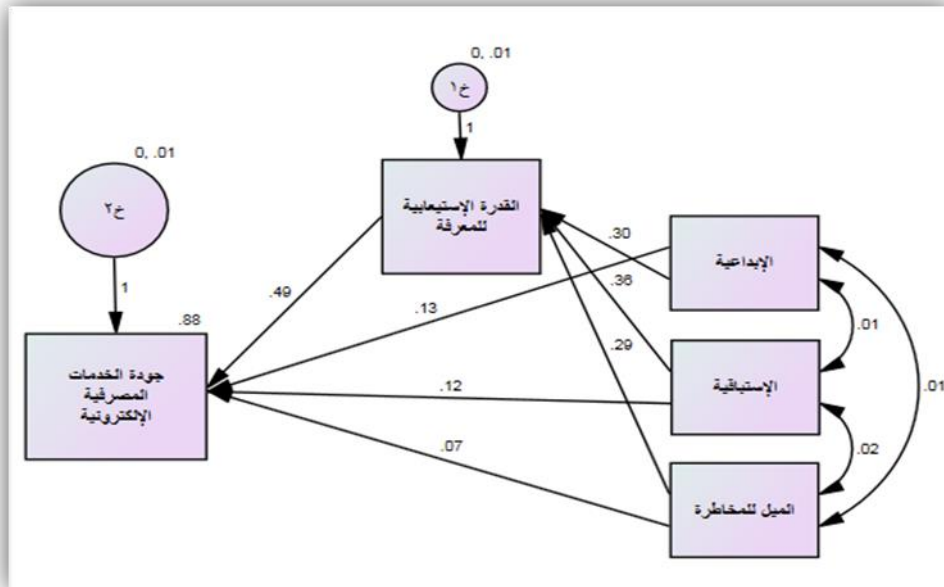 0, .01
خ١
1
0, .01
خ٢
1
القدرة الإستيعابية
للمعرفة
.88
جودة الخدمات
المصرفية
الإلكترونية
.49
.30
.36
.29
.13
.12
.07
الإبداعية
الإستباقية
الميل للمخاطرة
.01
.02
.01